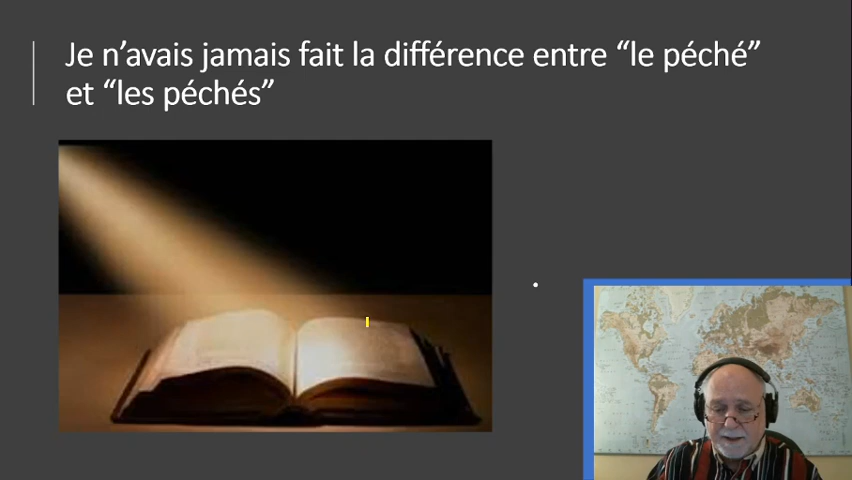 Je n’avais jamais fait la différence entre “le péché”
et “les péchés”